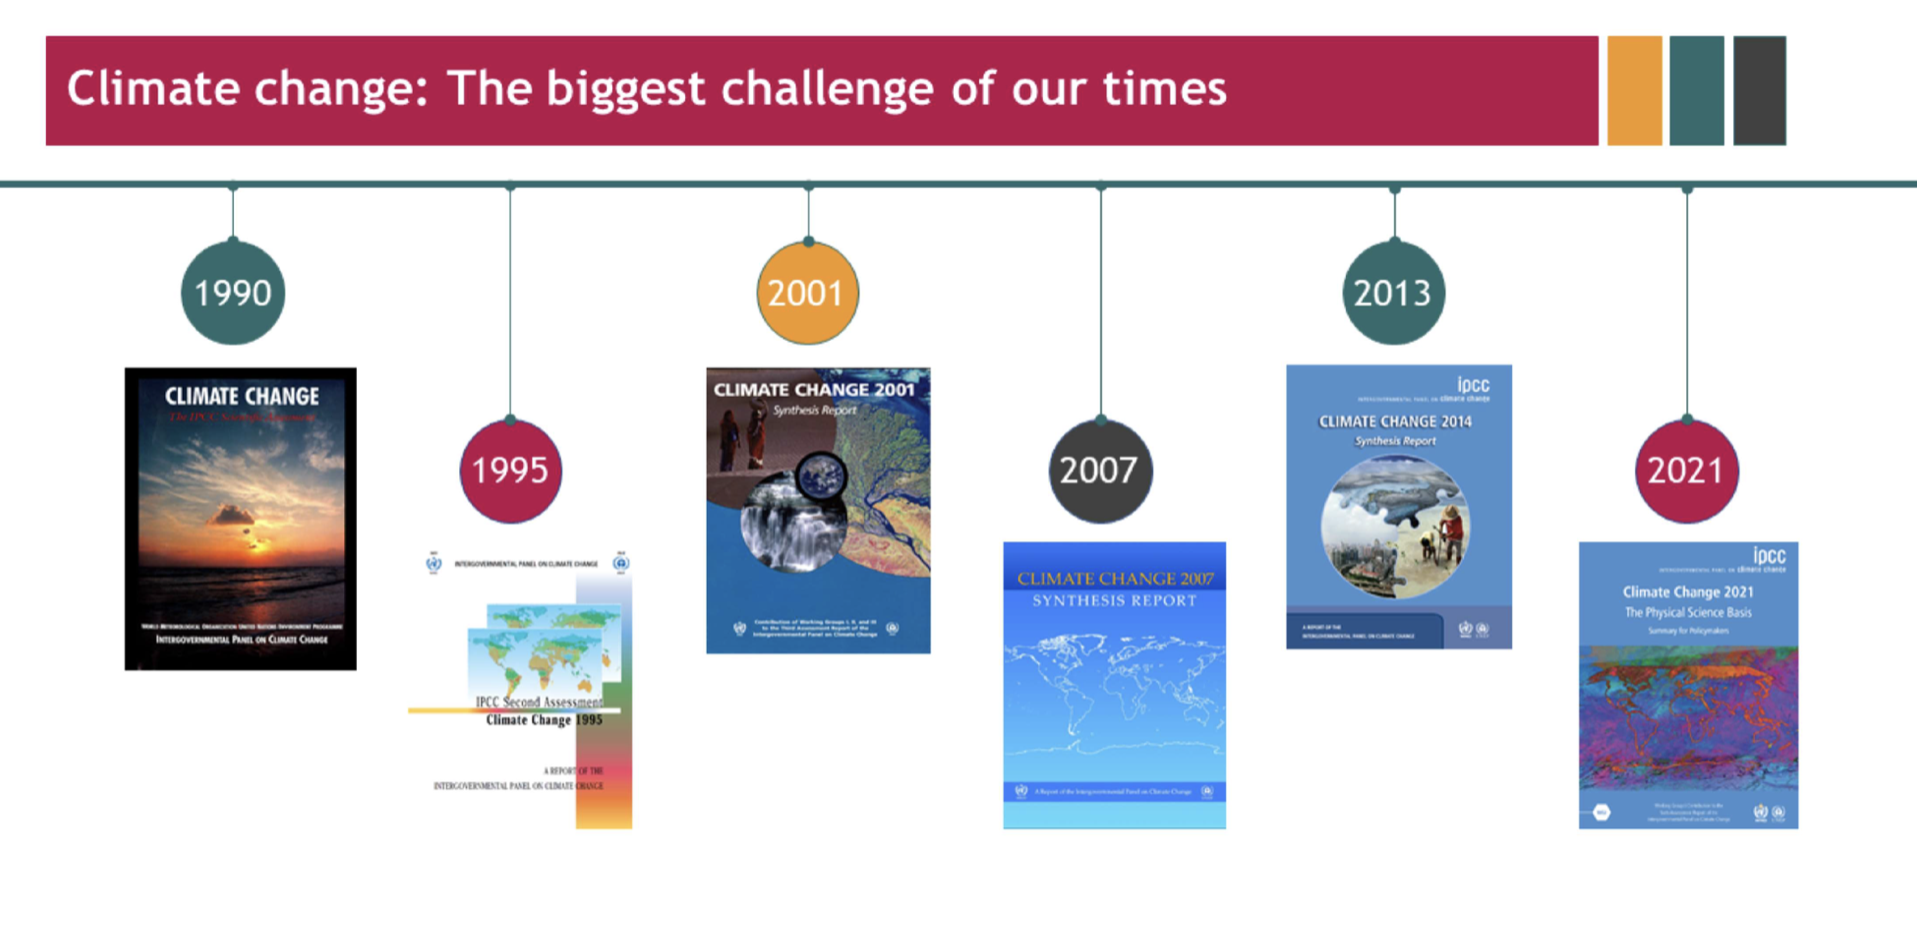 Climate change: The biggest challenge of our times
1990
CLIMATE CHANGE
The IPCC Scientific Assessment
WORLD METEOROLOGICAL ORGANIZATION UNITED NATIONS ENVIRONMENT PROGRAMME
INTERGOVERNMENTAL PANEL ON CLIMATE CHANGE
1995
INTERGOVERNMENTAL PANEL ON CLIMATE CHANGE
IPCC Second Assessment
Climate Change 1995
A REPORT OF THE
INTERGOVERNMENTAL PANEL ON CLIMATE CHANGE
2001
CLIMATE CHANGE 2001
Synthesis Report
Contribution of Working Groups I, II, and III
to the Third Assessment Report of the
Intergovernmental Panel on Climate Change
2007
CLIMATE CHANGE 2007
SYNTHESIS REPORT
A Report of the Intergovernmental Panel on Climate Change
2013
ipcc
INTERGOVERNMENTAL PANEL ON climate change
CLIMATE CHANGE 2014
Synthesis Report
A REPORT OF THE
INTERGOVERNMENTAL PANEL ON CLIMATE CHANGE
2021
ipcc
INTERGOVERNMENTAL PANEL ON climate change
Climate Change 2021
The Physical Science Basis
Summary for Policymakers
Working Group I Contribution to the
Sixth Assessment Report of the
Intergovernmental Panel on Climate Change